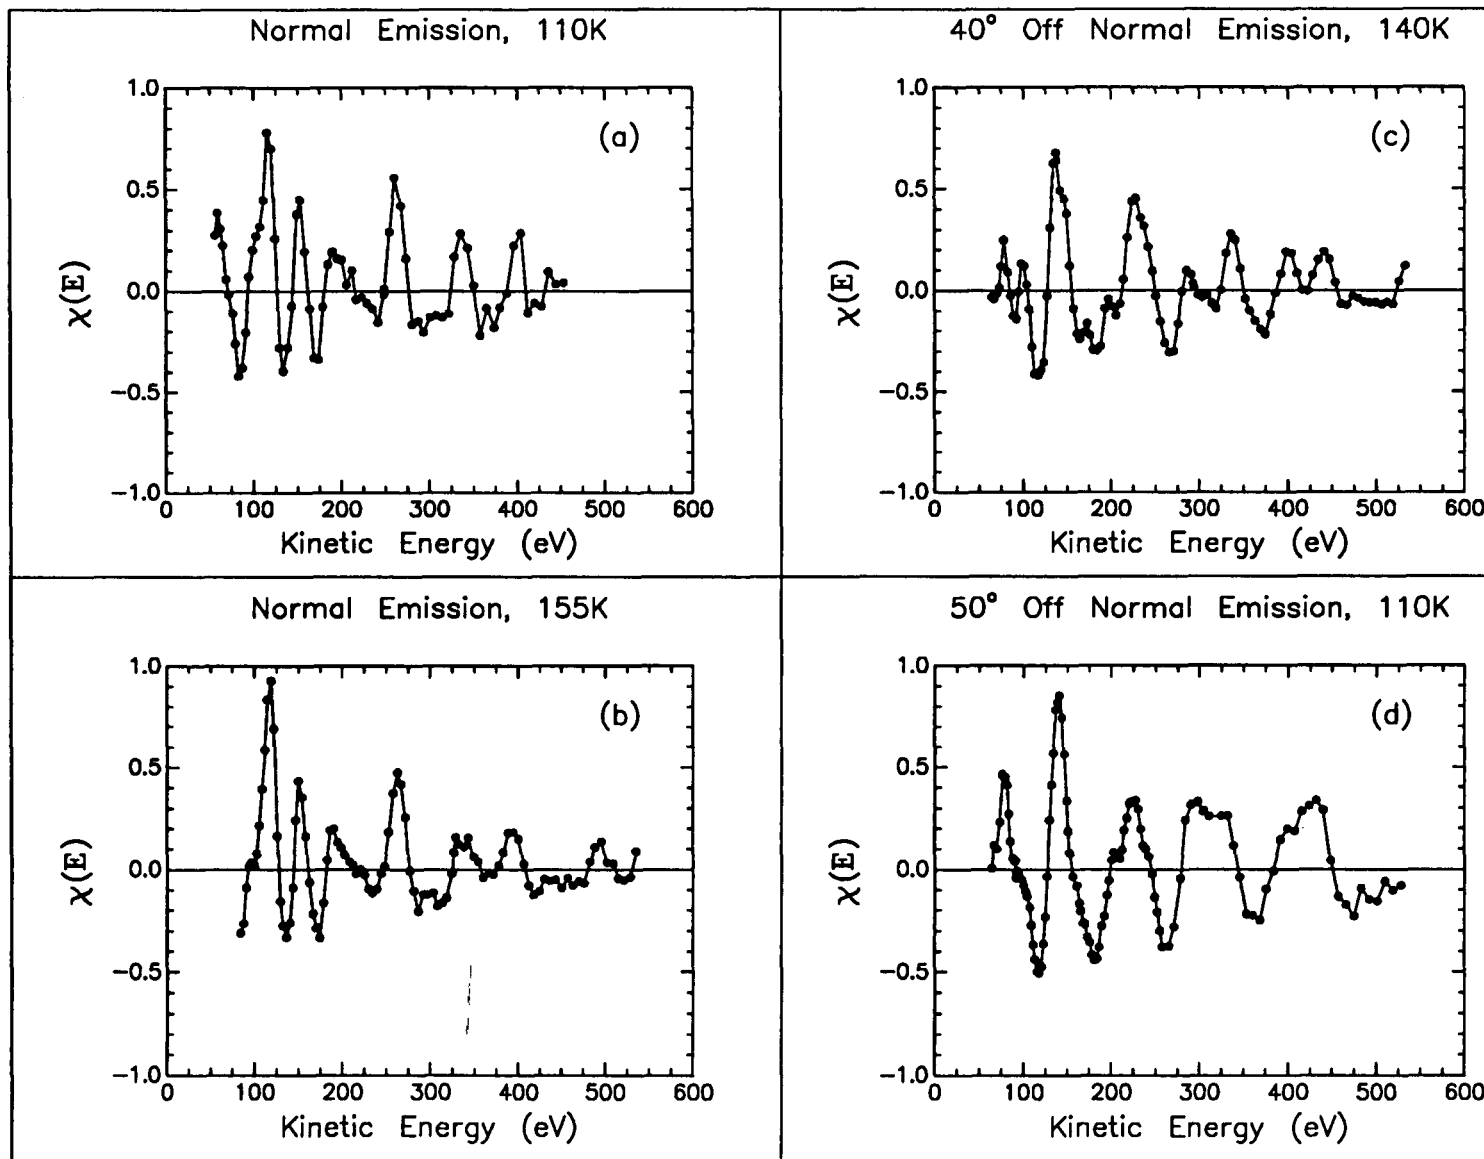 Normal Emission, 110K
(a)
1.0
0.5
0.0
−0.5
−1.0
χ(E)
0 100 200 300 400 500 600
Kinetic Energy (eV)
40° Off Normal Emission, 140K
(c)
1.0
0.5
0.0
−0.5
−1.0
χ(E)
0 100 200 300 400 500 600
Kinetic Energy (eV)
Normal Emission, 155K
(b)
1.0
0.5
0.0
−0.5
−1.0
χ(E)
0 100 200 300 400 500 600
Kinetic Energy (eV)
50° Off Normal Emission, 110K
(d)
1.0
0.5
0.0
−0.5
−1.0
χ(E)
0 100 200 300 400 500 600
Kinetic Energy (eV)